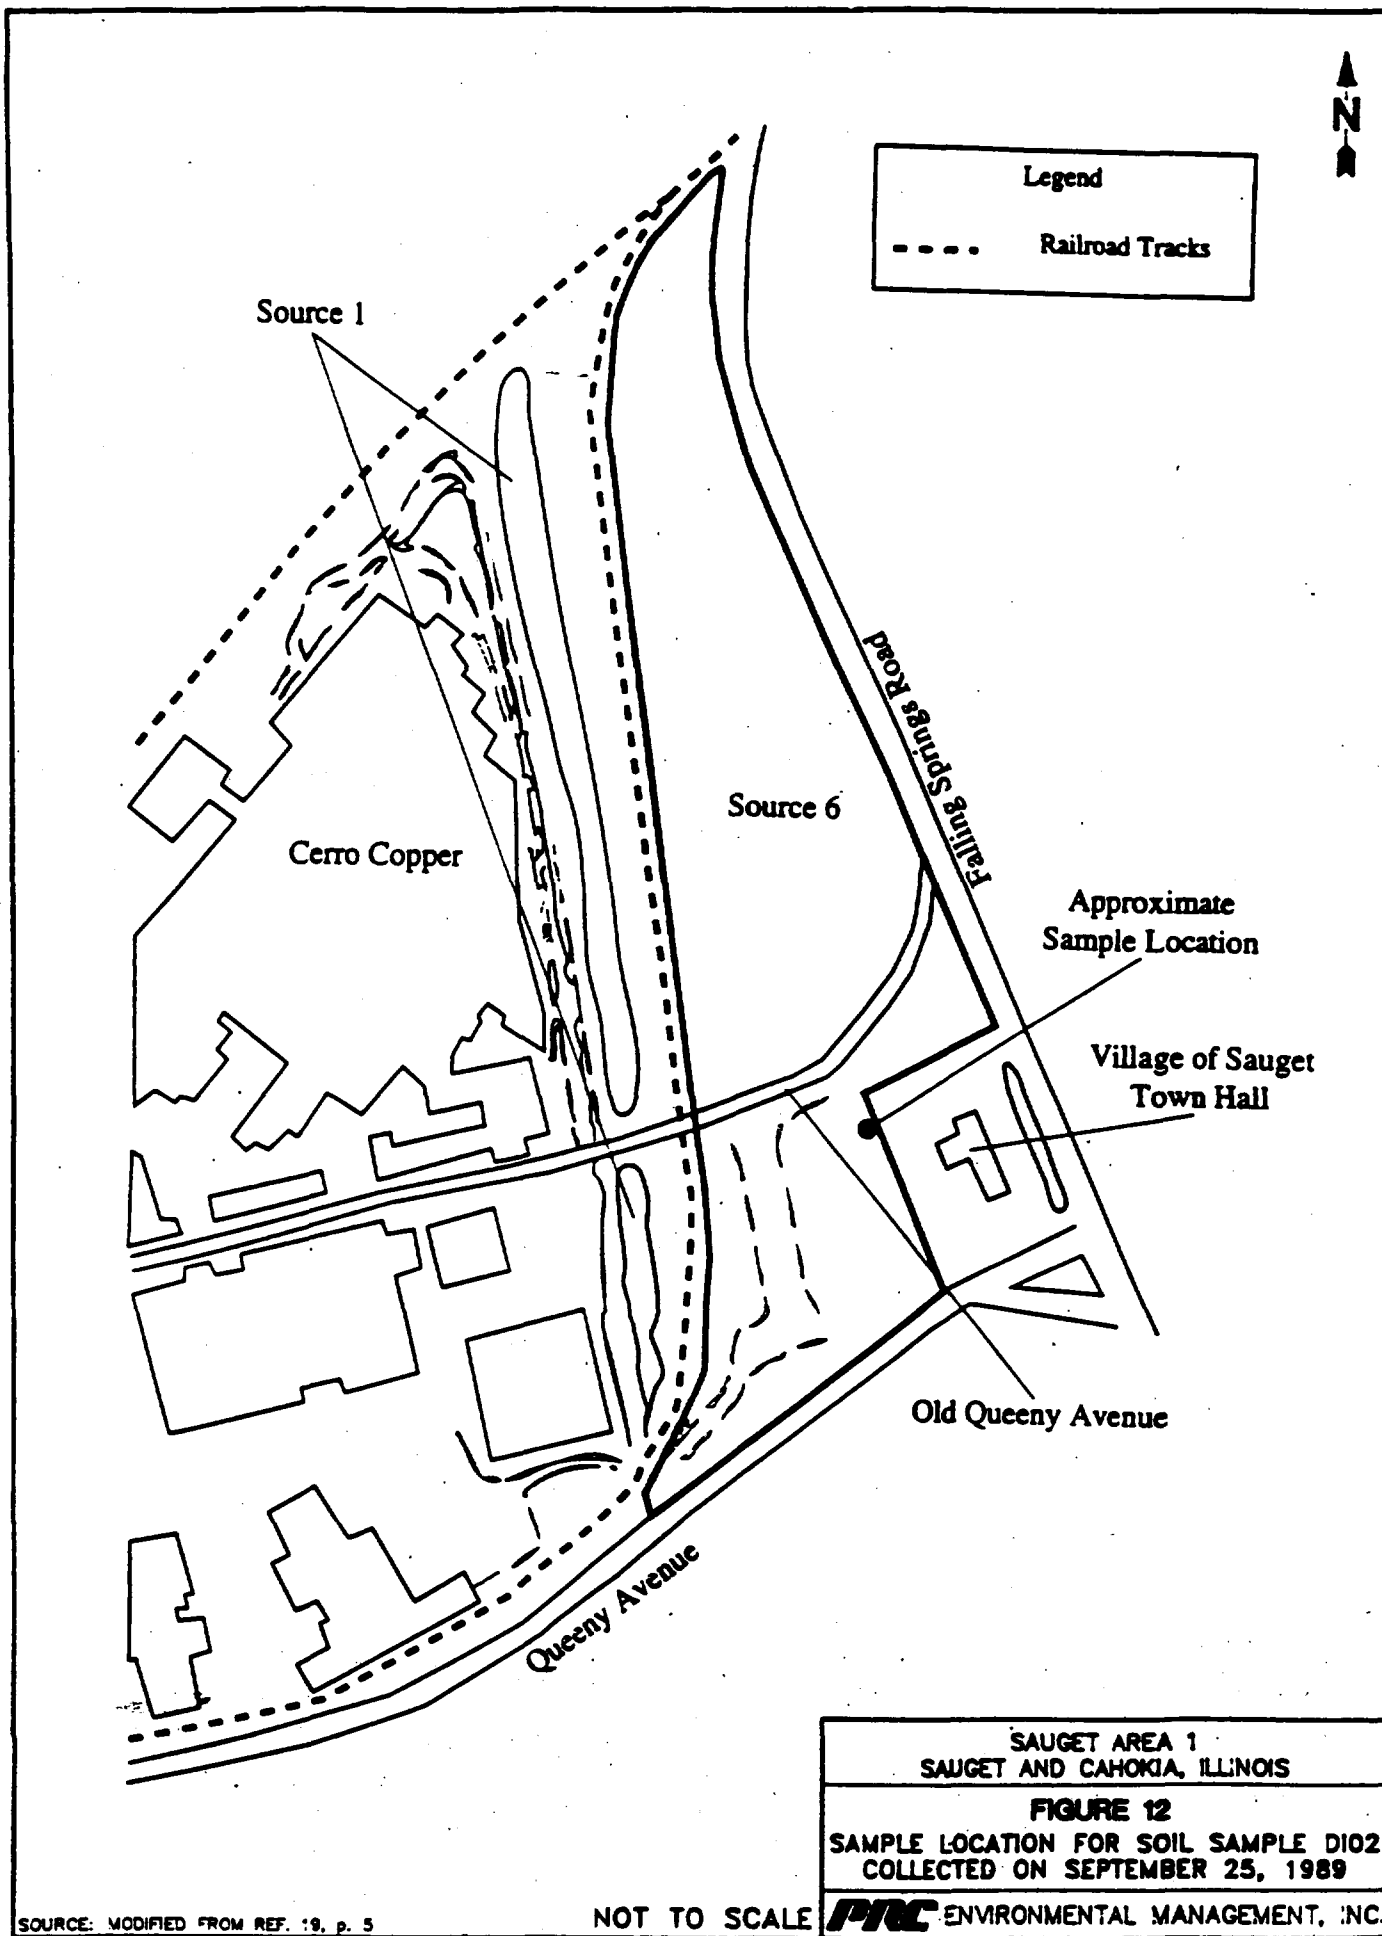 N
Legend
Railroad Tracks
Source 1
Falling Springs Road
Source 6
Cerro Copper
Approximate
Sample Location
Village of Sauget
Town Hall
Old Queeny Avenue
Queeny Avenue
SAUGET AREA 1
SAUGET AND CAHOKIA, ILLINOIS
FIGURE 12
SAMPLE LOCATION FOR SOIL SAMPLE DI02
COLLECTED ON SEPTEMBER 25, 1989
SOURCE: MODIFIED FROM REF. 19, p. 5
NOT TO SCALE
PRC ENVIRONMENTAL MANAGEMENT, INC.